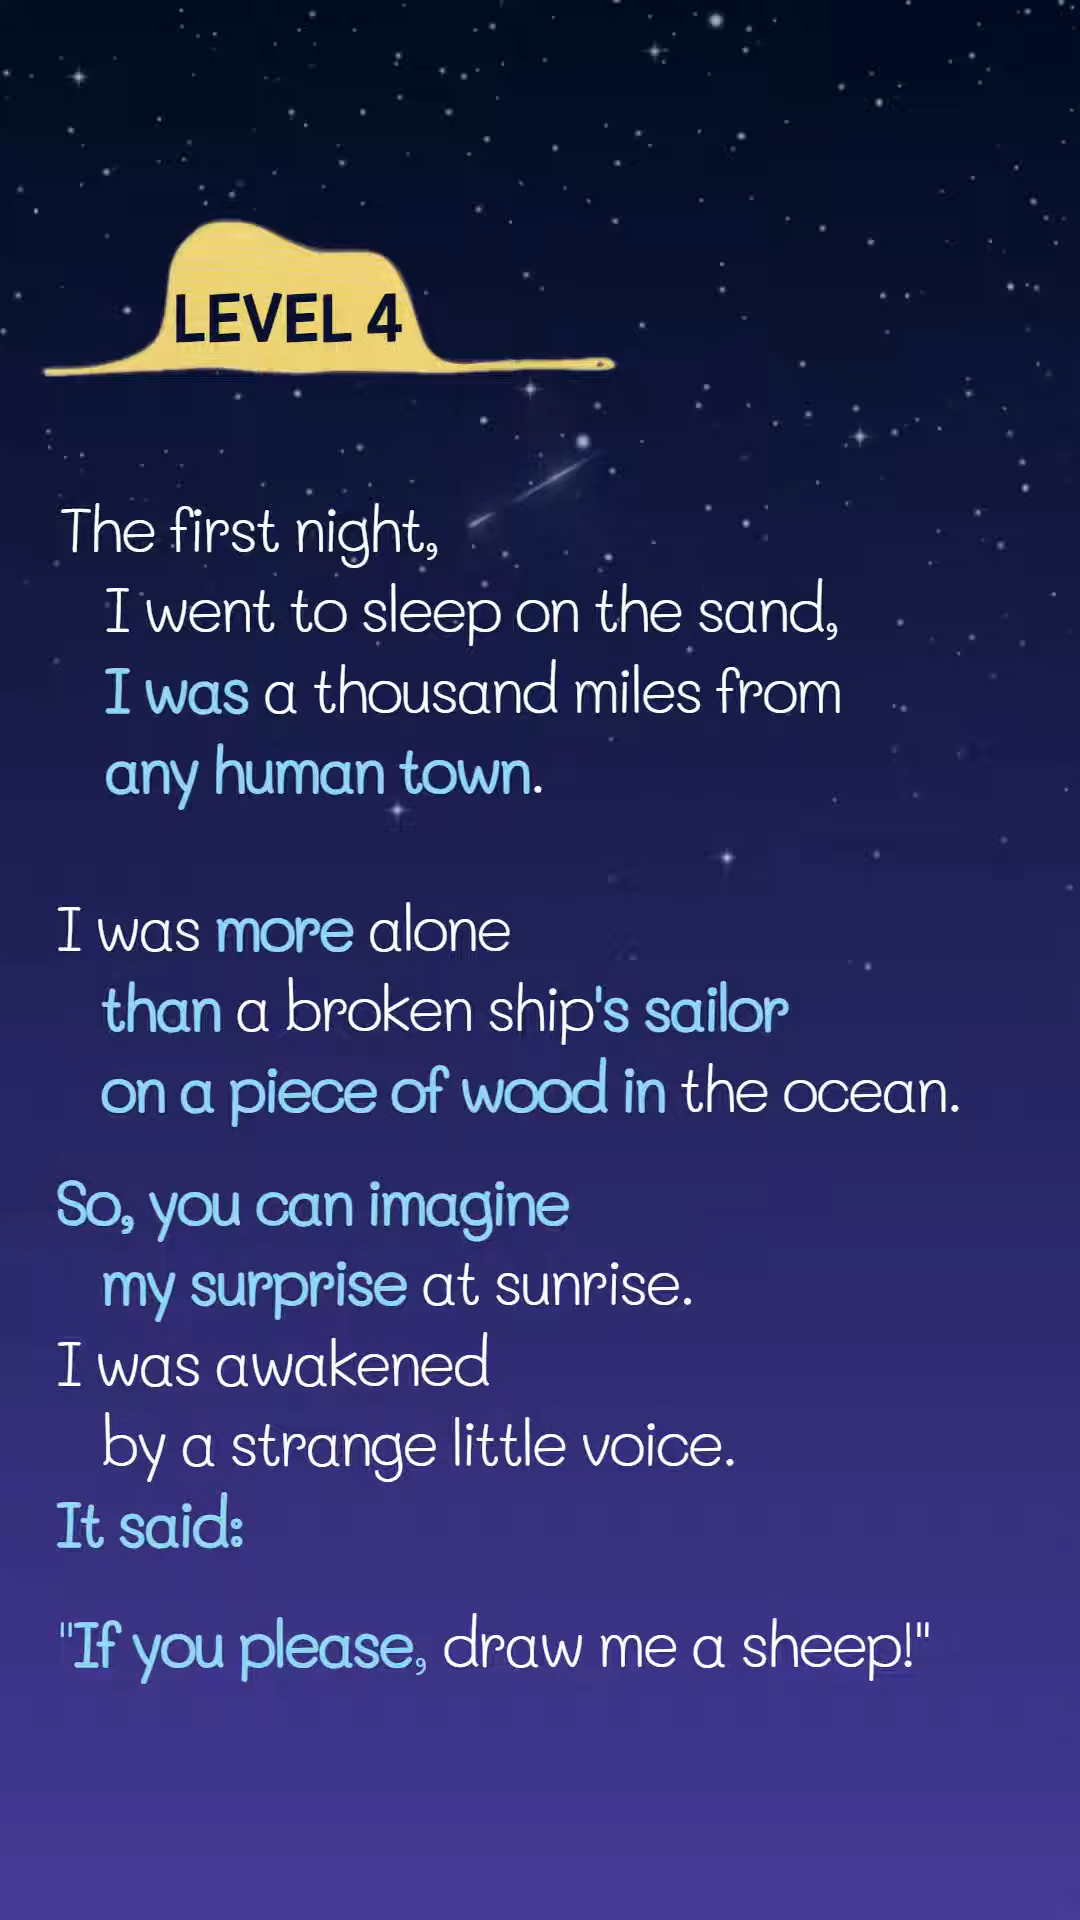 LEVEL 4
The first night,
I went to sleep on the sand,
I was a thousand miles from
any human town.
I was more alone
than a broken ship's sailor
on a piece of wood in the ocean.
So, you can imagine
my surprise at sunrise.
I was awakened
by a strange little voice.
It said:
"If you please, draw me a sheep!"